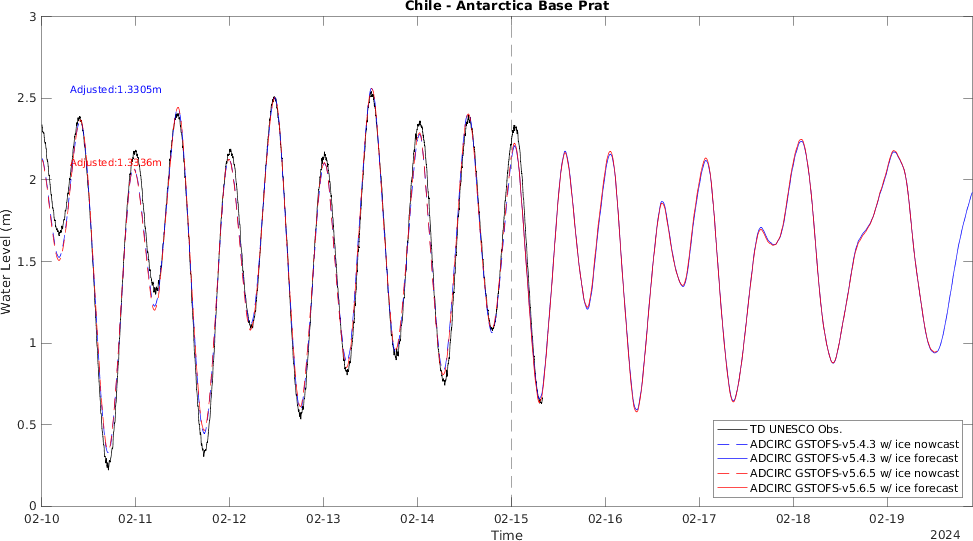 Chile - Antarctica Base Prat
3
2.5
2
1.5
1
0.5
0
Water Level (m)
Adjusted:1.3305m
Adjusted:1.3336m
TD UNESCO Obs.
ADCIRC GSTOFS-v5.4.3 w/ ice nowcast
ADCIRC GSTOFS-v5.4.3 w/ ice forecast
ADCIRC GSTOFS-v5.6.5 w/ ice nowcast
ADCIRC GSTOFS-v5.6.5 w/ ice forecast
02-10 02-11 02-12 02-13 02-14 02-15 02-16 02-17 02-18 02-19
Time
2024